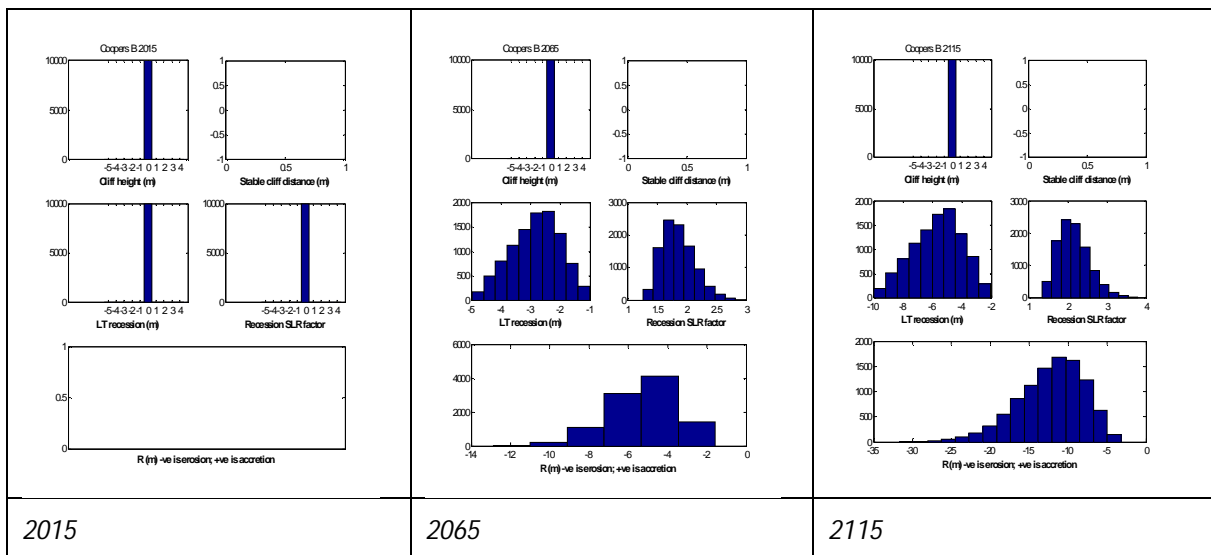 Coopers B 2015
10000
5000
0
-5-4-3-2-1 0 1 2 3 4
Cliff height (m)
1
0.5
0
-0.5
-1
0 0.5 1
Stable cliff distance (m)
10000
5000
0
-5-4-3-2-1 0 1 2 3 4
LT recession (m)
10000
5000
0
-5-4-3-2-1 0 1 2 3 4
Recession SLR factor
1
0.5
0
R (m) -ve is erosion; +ve is accretion
2015
Coopers B 2065
10000
5000
0
-5-4-3-2-1 0 1 2 3 4
Cliff height (m)
1
0.5
0
-0.5
-1
0 0.5 1
Stable cliff distance (m)
2000
1500
1000
500
0
-5 -4 -3 -2 -1
LT recession (m)
3000
2000
1000
0
1 1.5 2 2.5 3
Recession SLR factor
6000
4000
2000
0
-14 -12 -10 -8 -6 -4 -2 0
R (m) -ve is erosion; +ve is accretion
2065
Coopers B 2115
10000
5000
0
-5-4-3-2-1 0 1 2 3 4
Cliff height (m)
1
0.5
0
-0.5
-1
0 0.5 1
Stable cliff distance (m)
2000
1500
1000
500
0
-10 -8 -6 -4 -2
LT recession (m)
3000
2000
1000
0
1 2 3 4
Recession SLR factor
2000
1500
1000
500
0
-35 -30 -25 -20 -15 -10 -5 0
R (m) -ve is erosion; +ve is accretion
2115